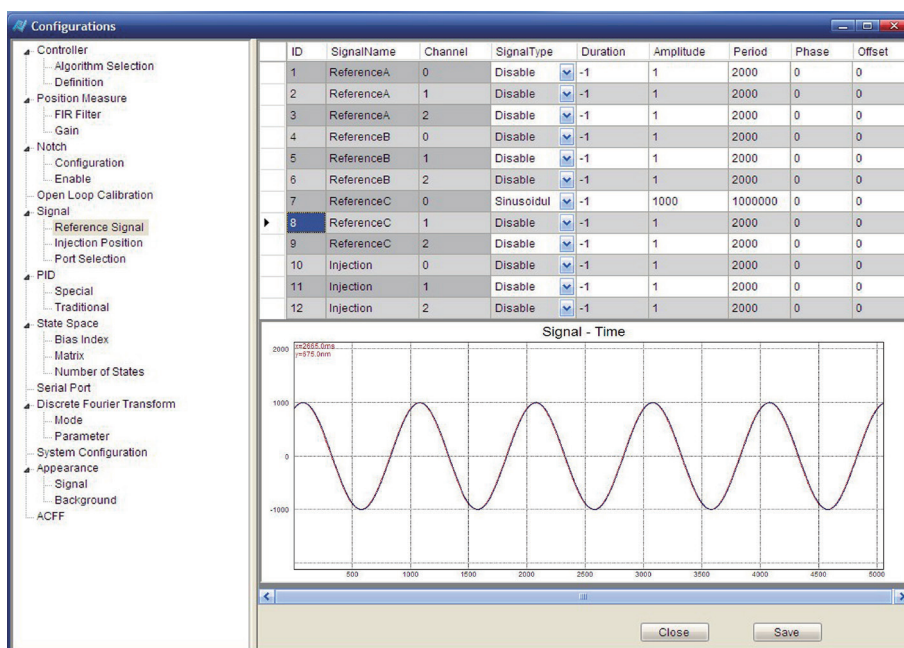 Configurations
Controller
Algorithm Selection
Definition
Position Measure
FIR Filter
Gain
Notch
Configuration
Enable
Open Loop Calibration
Signal
Reference Signal
Injection Position
Port Selection
PID
Special
Traditional
State Space
Bias Index
Matrix
Number of States
Serial Port
Discrete Fourier Transform
Mode
Parameter
System Configuration
Appearance
Signal
Background
ACFF
ID SignalName Channel SignalType Duration Amplitude Period Phase Offset
1 ReferenceA 0 Disable -1 1 2000 0 0
2 ReferenceA 1 Disable -1 1 2000 0 0
3 ReferenceA 2 Disable -1 1 2000 0 0
4 ReferenceB 0 Disable -1 1 2000 0 0
5 ReferenceB 1 Disable -1 1 2000 0 0
6 ReferenceB 2 Disable -1 1 2000 0 0
7 ReferenceC 0 Sinusoidul -1 1000 1000000 0 0
8 ReferenceC 1 Disable -1 1 2000 0 0
9 ReferenceC 2 Disable -1 1 2000 0 0
10 Injection 0 Disable -1 1 2000 0 0
11 Injection 1 Disable -1 1 2000 0 0
12 Injection 2 Disable -1 1 2000 0 0
Signal - Time
x=2665.0ms
y=675.0nm
2000
1000
0
-1000
500 1000 1500 2000 2500 3000 3500 4000 4500 5000
Close Save